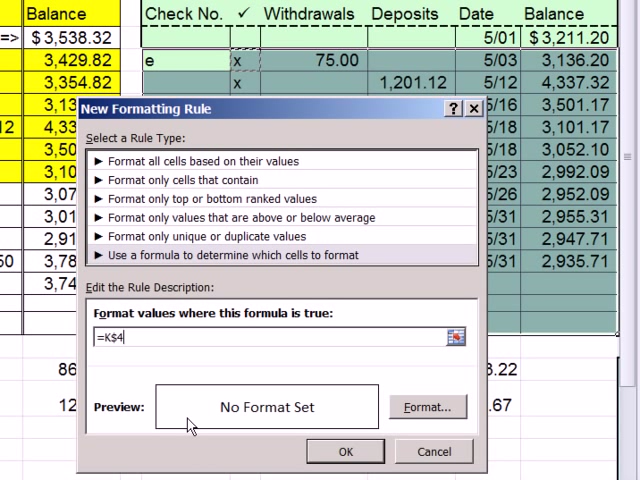 Balance Check No. ✓ Withdrawals Deposits Date Balance
=> $3,538.32 5/01 $3,211.20
3,429.82 e x 75.00 5/03 3,136.20
3,354.82 x 1,201.12 5/12 4,337.32
3,13 5/16 3,501.17
12 4,33 5/18 3,101.17
3,50 5/18 3,052.10
3,10 5/23 2,992.09
3,07 5/26 2,952.09
3,01 5/31 2,955.31
2,91 5/31 2,947.71
50 3,78 5/31 2,935.71
3,74
86 3.22
12 .67
New Formatting Rule
Select a Rule Type:
► Format all cells based on their values
► Format only cells that contain
► Format only top or bottom ranked values
► Format only values that are above or below average
► Format only unique or duplicate values
► Use a formula to determine which cells to format
Edit the Rule Description:
Format values where this formula is true:
=K$4
Preview: No Format Set Format...
OK Cancel